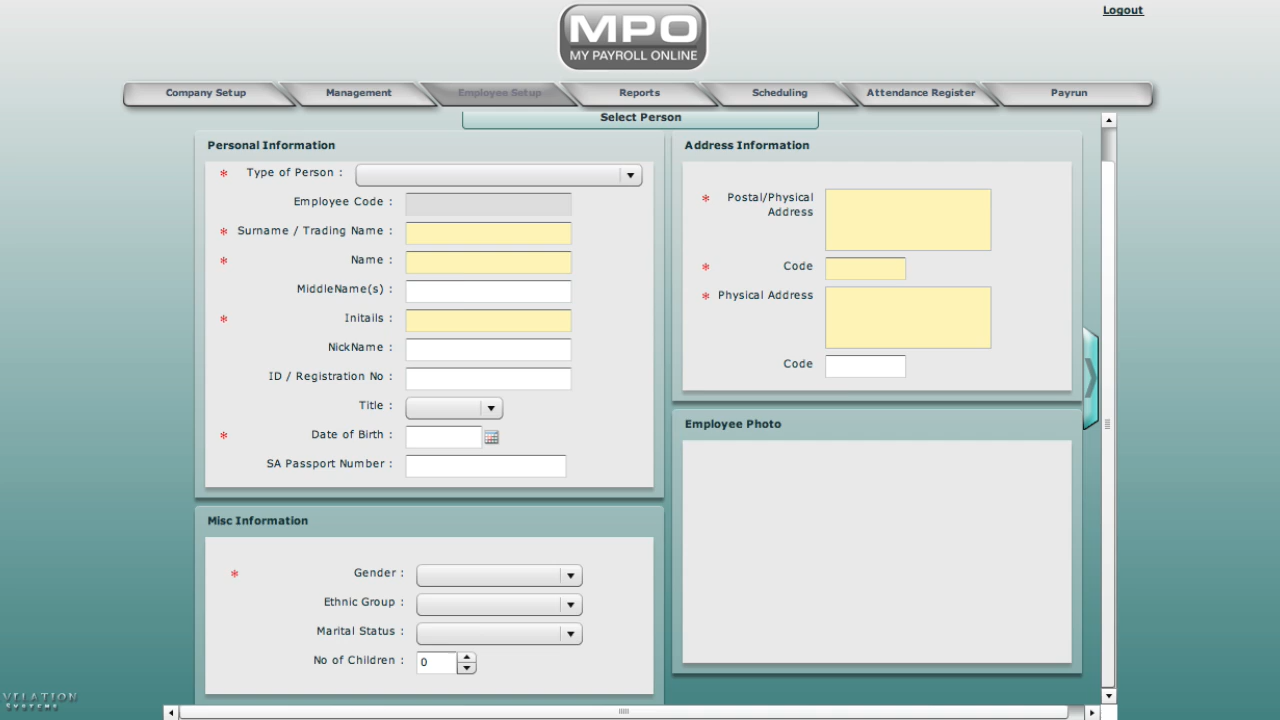 Logout
MPO
MY PAYROLL ONLINE
Company Setup
Management
Employee Setup
Reports
Scheduling
Attendance Register
Payrun
Select Person
Personal Information
* Type of Person :
Employee Code :
* Surname / Trading Name :
* Name :
MiddleName(s) :
* Initails :
NickName :
ID / Registration No :
Title :
* Date of Birth :
SA Passport Number :
Misc Information
* Gender :
Ethnic Group :
Marital Status :
No of Children : 0
Address Information
* Postal/Physical
Address
* Code
* Physical Address
Code
Employee Photo
VELATION
SYSTEMS